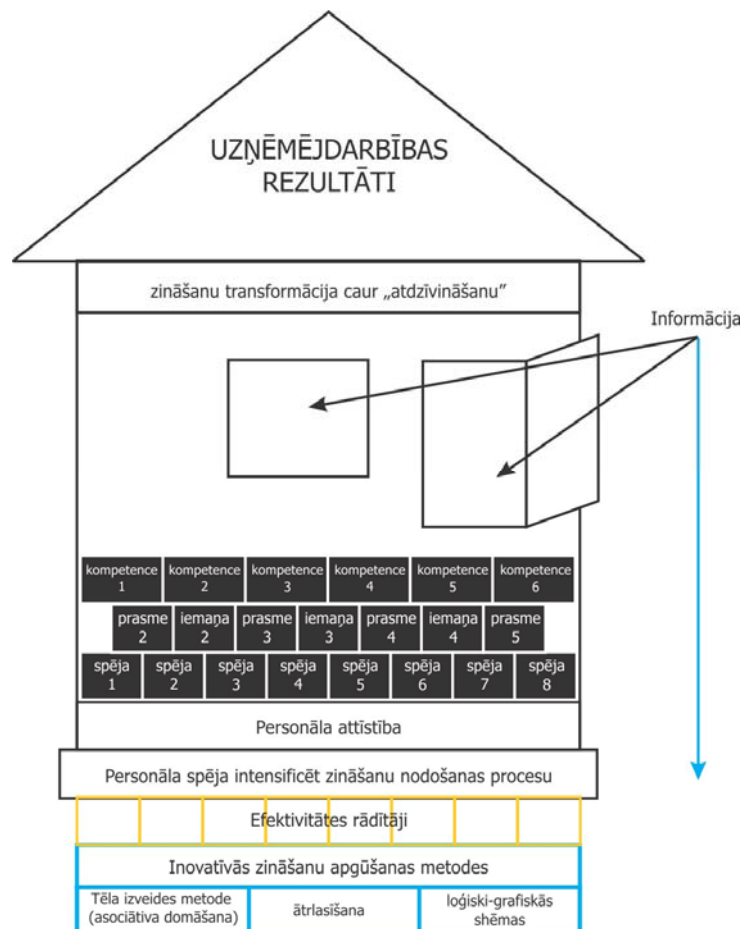 UZŅĒMĒJDARBĪBAS
REZULTĀTI
zināšanu transformācija caur „atdzīvināšanu”
Informācija
kompetence 1
kompetence 2
kompetence 3
kompetence 4
kompetence 5
kompetence 6
prasme 2
iemaņa 2
prasme 3
iemaņa 3
prasme 4
iemaņa 4
prasme 5
spēja 1
spēja 2
spēja 3
spēja 4
spēja 5
spēja 6
spēja 7
spēja 8
Personāla attīstība
Personāla spēja intensificēt zināšanu nodošanas procesu
Efektivitātes rādītāji
Inovatīvās zināšanu apgūšanas metodes
Tēla izveides metode
(asociatīva domāšana)
ātrlasīšana
loģiski-grafiskās
shēmas